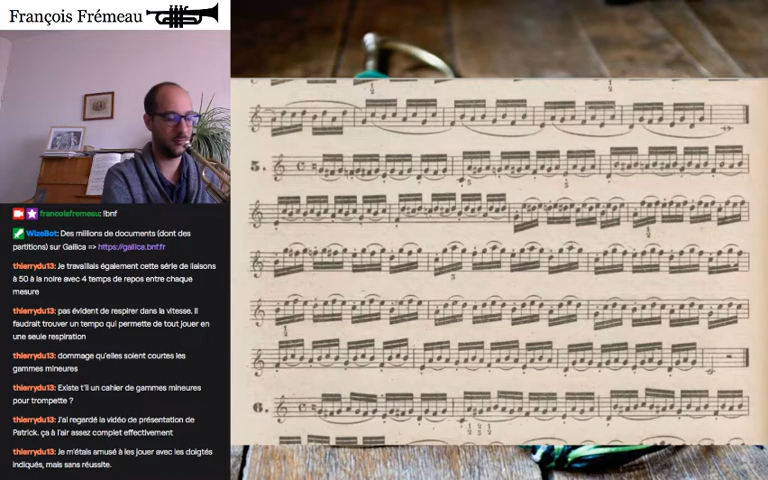 François Frémeau
francoisfremeau: !bnf
WizeBot: Des millions de documents (dont des
partitions) sur Gallica => https://gallica.bnf.fr
thierrydu13: Je travaillais également cette série de liaisons
à 50 à la noire avec 4 temps de repos entre chaque
mesure
thierrydu13: pas évident de respirer dans la vitesse. Il
faudrait trouver un tempo qui permette de tout jouer en
une seule respiration
thierrydu13: dommage qu'elles soient courtes les
gammes mineures
thierrydu13: Existe t'il un cahier de gammes mineures
pour trompette ?
thierrydu13: J'ai regardé la vidéo de présentation de
Patrick. ça à l'air assez complet effectivement
thierrydu13: Je m'étais amusé à les jouer avec les doigtés
indiqués, mais sans réussite.
5.
6.